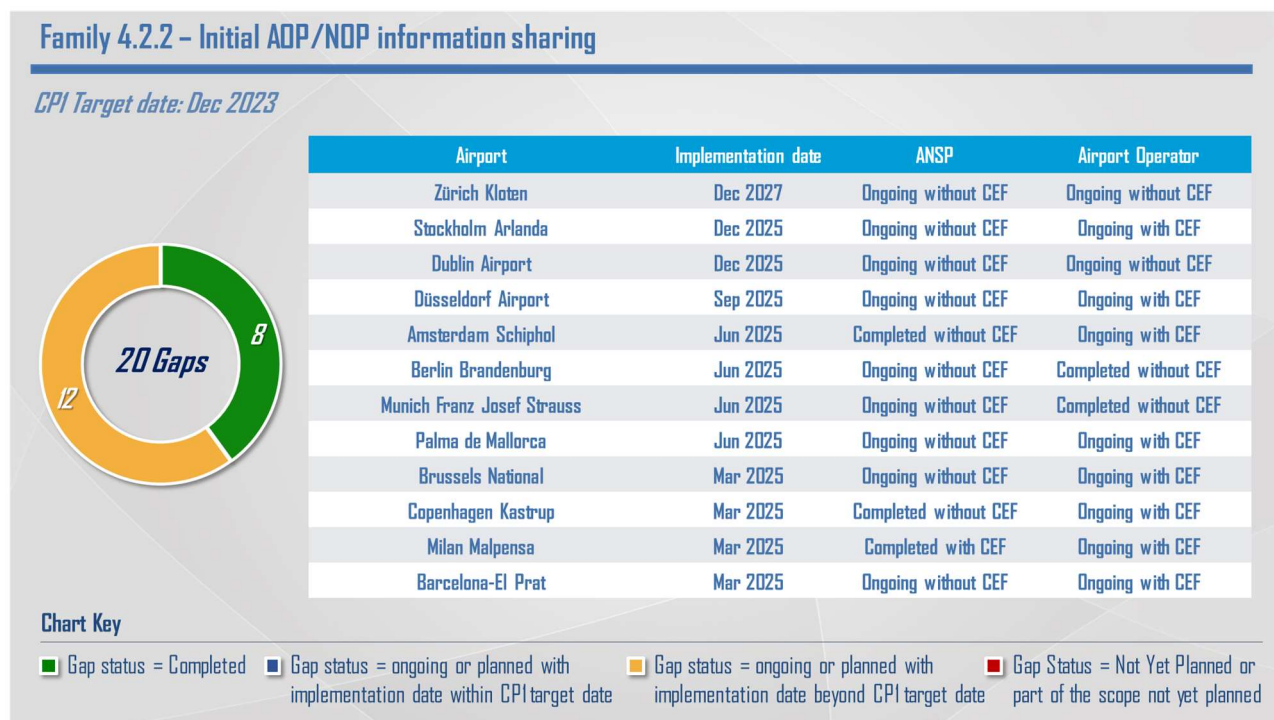 Family 4.2.2 – Initial AOP/NOP information sharing
CP1 Target date: Dec 2023
Airport Implementation date ANSP Airport Operator
Zürich Kloten Dec 2027 Ongoing without CEF Ongoing without CEF
Stockholm Arlanda Dec 2025 Ongoing without CEF Ongoing with CEF
Dublin Airport Dec 2025 Ongoing without CEF Ongoing without CEF
Düsseldorf Airport Sep 2025 Ongoing without CEF Ongoing with CEF
Amsterdam Schiphol Jun 2025 Completed without CEF Ongoing with CEF
Berlin Brandenburg Jun 2025 Ongoing without CEF Completed without CEF
Munich Franz Josef Strauss Jun 2025 Ongoing without CEF Completed without CEF
Palma de Mallorca Jun 2025 Ongoing without CEF Ongoing with CEF
Brussels National Mar 2025 Ongoing without CEF Ongoing with CEF
Copenhagen Kastrup Mar 2025 Completed without CEF Ongoing with CEF
Milan Malpensa Mar 2025 Completed with CEF Ongoing with CEF
Barcelona-El Prat Mar 2025 Ongoing without CEF Ongoing with CEF
8
20 Gaps
12
Chart Key
Gap status = Completed
Gap status = ongoing or planned with
implementation date within CP1 target date
Gap status = ongoing or planned with
implementation date beyond CP1 target date
Gap Status = Not Yet Planned or
part of the scope not yet planned